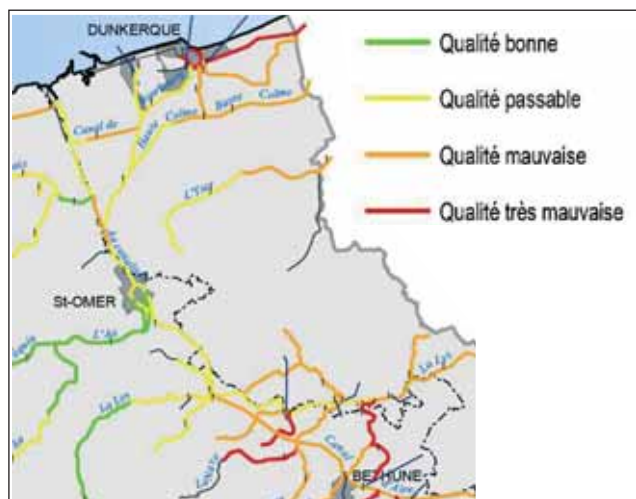 DUNKERQUE
Qualité bonne
Qualité passable
Qualité mauvaise
Qualité très mauvaise
Canal de
Haute
Colme
Basse
Colme
L'Yser
St-OMER
L'Aa
La Lys
La Lys
Canal
BETHUNE